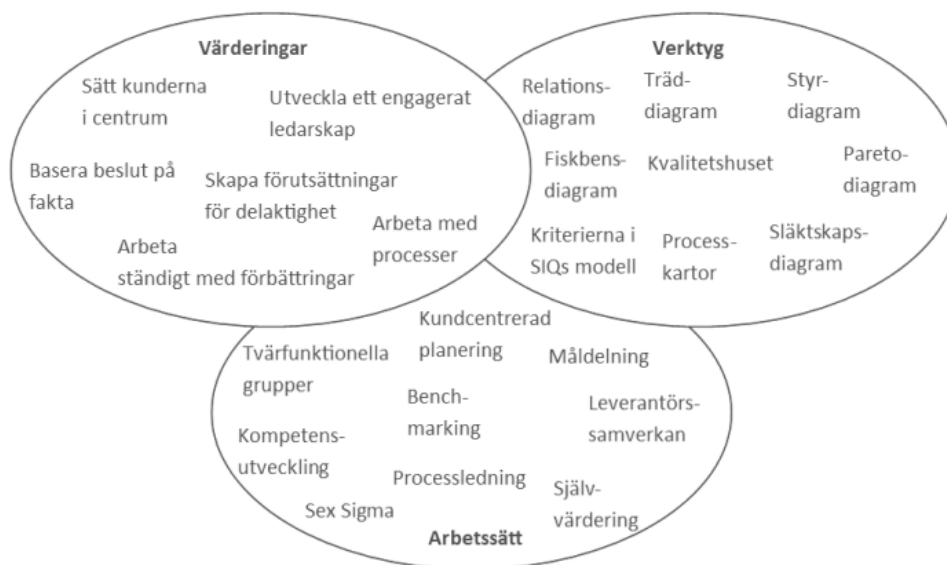 Värderingar
Sätt kunderna
i centrum
Utveckla ett engagerat
ledarskap
Basera beslut på
fakta
Skapa förutsättningar
för delaktighet
Arbeta med
processer
Arbeta
ständigt med förbättringar
Verktyg
Relations-
diagram
Träd-
diagram
Styr-
diagram
Fiskbens-
diagram
Kvalitetshuset
Pareto-
diagram
Kriterierna i
SIQs modell
Process-
kartor
Släktskaps-
diagram
Kundcentrerad
planering
Tvärfunktionella
grupper
Måldelning
Bench-
marking
Leverantörs-
samverkan
Kompetens-
utveckling
Processledning
Själv-
värdering
Sex Sigma
Arbetssätt